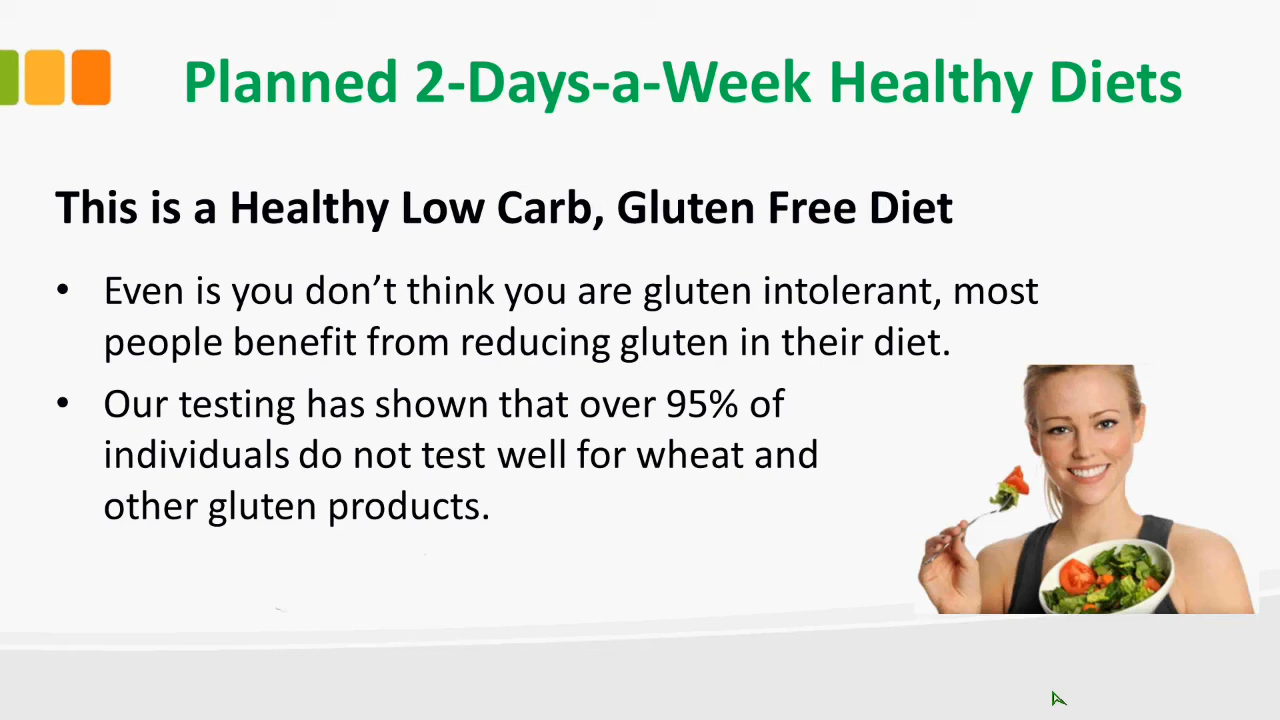 Planned 2-Days-a-Week Healthy Diets
This is a Healthy Low Carb, Gluten Free Diet
• Even is you don’t think you are gluten intolerant, most
people benefit from reducing gluten in their diet.
• Our testing has shown that over 95% of
individuals do not test well for wheat and
other gluten products.